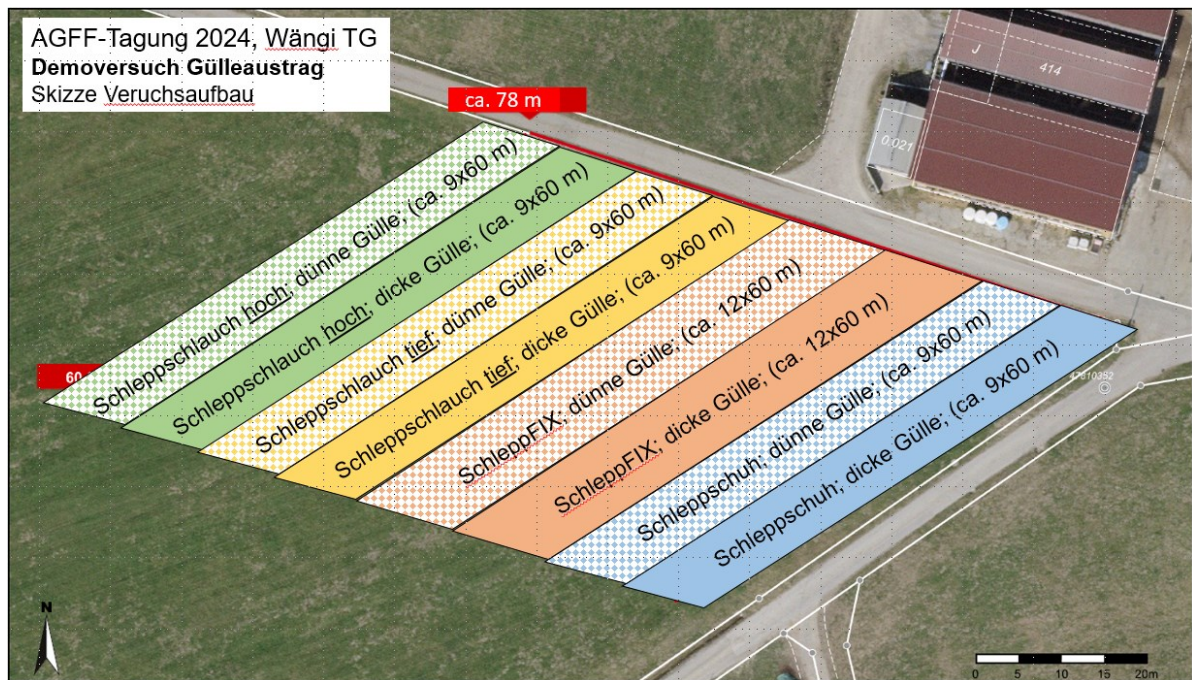 AGFF-Tagung 2024, Wängi TG
Demoversuch Gülleaustrag
Skizze Veruchsaufbau
ca. 78 m
J
414
0.021
Schleppschlauch hoch; dünne Gülle; (ca. 9x60 m)
Schleppschlauch hoch; dicke Gülle; (ca. 9x60 m)
Schleppschlauch tief; dünne Gülle; (ca. 9x60 m)
Schleppschlauch tief; dicke Gülle; (ca. 9x60 m)
SchleppFIX; dünne Gülle; (ca. 12x60 m)
SchleppFIX; dicke Gülle; (ca. 12x60 m)
Schleppschuh; dünne Gülle; (ca. 9x60 m)
Schleppschuh; dicke Gülle; (ca. 9x60 m)
60
N
0 5 10 15 20m